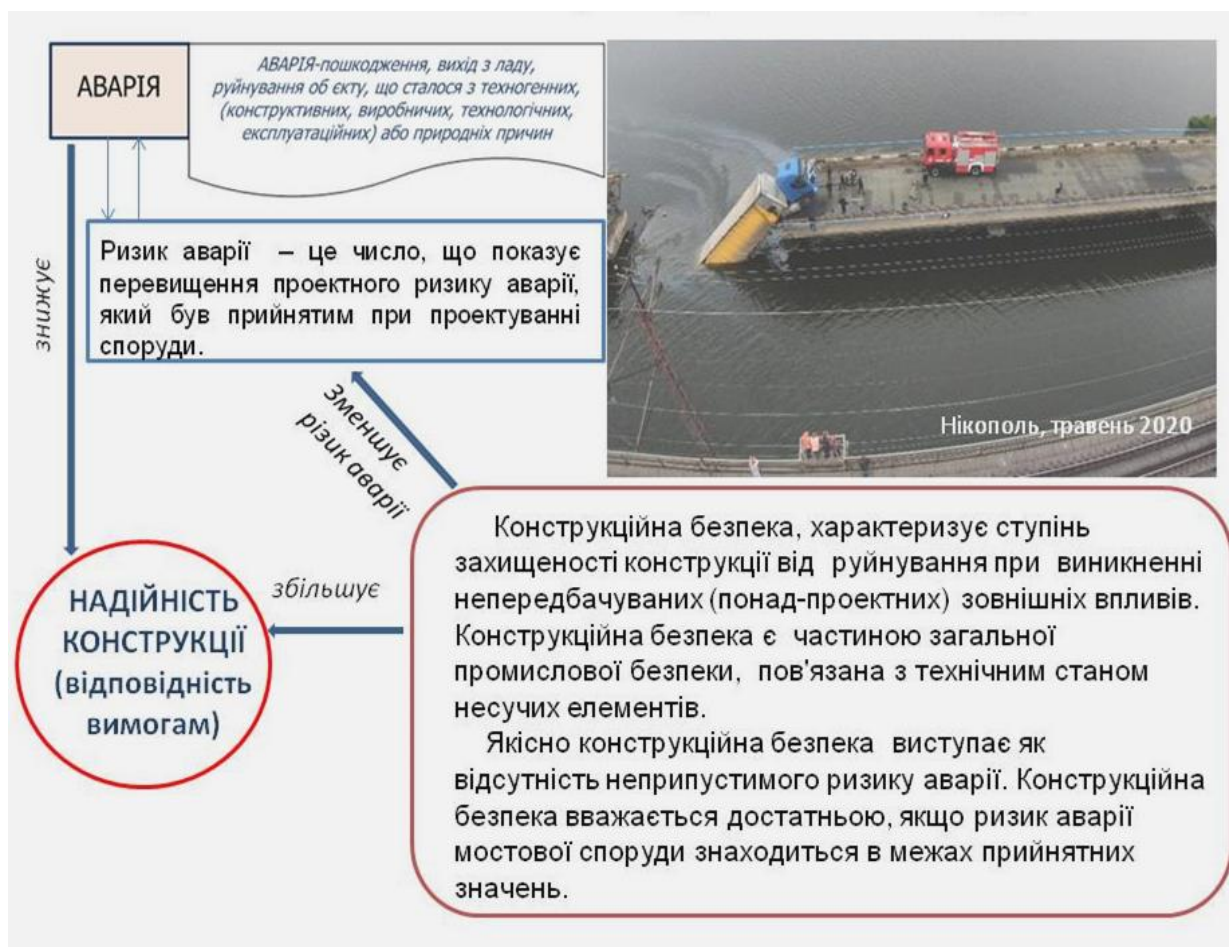 АВАРІЯ
АВАРІЯ-пошкодження, вихід з ладу,
руйнування об єкту, що сталося з техногенних,
(конструктивних, виробничих, технологічних,
експлуатаційних) або природніх причин
Ризик аварії – це число, що показує
перевищення проектного ризику аварії,
який був прийнятим при проектуванні
споруди.
знижує
Зменшує
різик аварії
Нікополь, травень 2020
збільшує
НАДІЙНІСТЬ
КОНСТРУКЦІЇ
(відповідність
вимогам)
Конструкційна безпека, характеризує ступінь
захищеності конструкції від руйнування при виникненні
непередбачуваних (понад-проектних) зовнішніх впливів.
Конструкційна безпека є частиною загальної
промислової безпеки, пов'язана з технічним станом
несучих елементів.
Якісно конструкційна безпека виступає як
відсутність неприпустимого ризику аварії. Конструкційна
безпека вважається достатньою, якщо ризик аварії
мостової споруди знаходиться в межах прийнятних
значень.